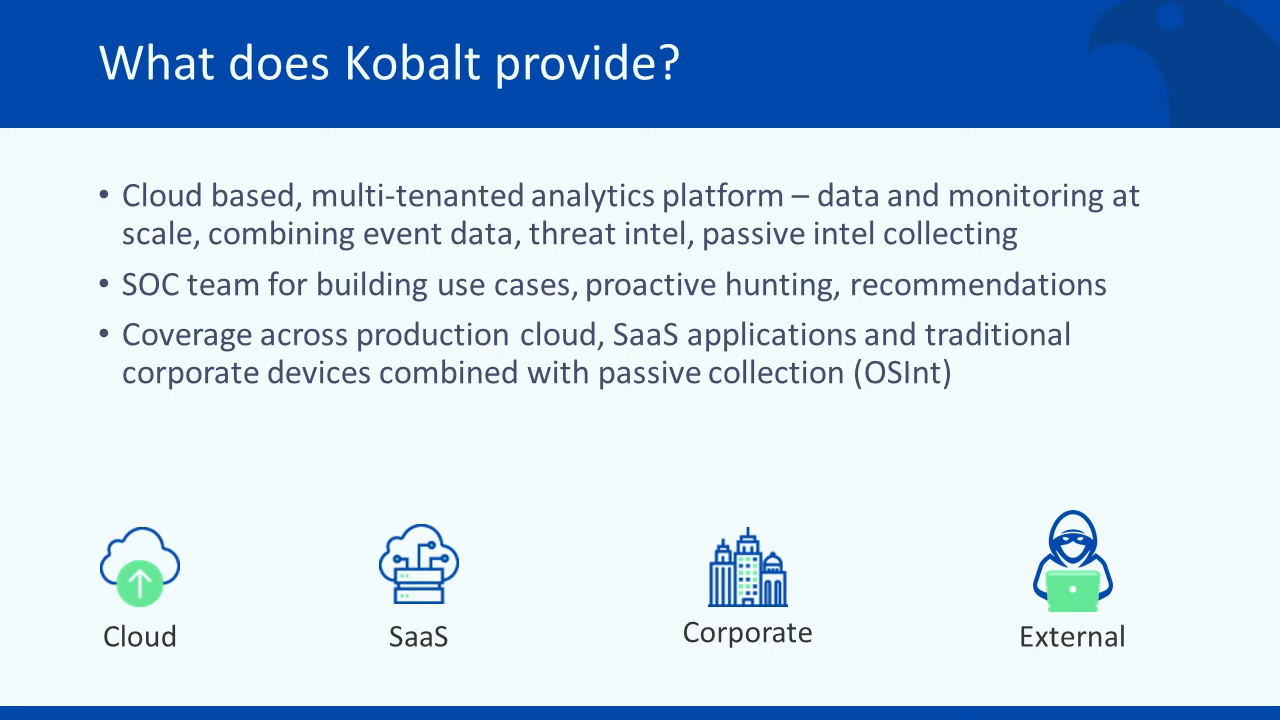 What does Kobalt provide?
• Cloud based, multi-tenanted analytics platform – data and monitoring at
scale, combining event data, threat intel, passive intel collecting
• SOC team for building use cases, proactive hunting, recommendations
• Coverage across production cloud, SaaS applications and traditional
corporate devices combined with passive collection (OSInt)
Cloud
SaaS
Corporate
External